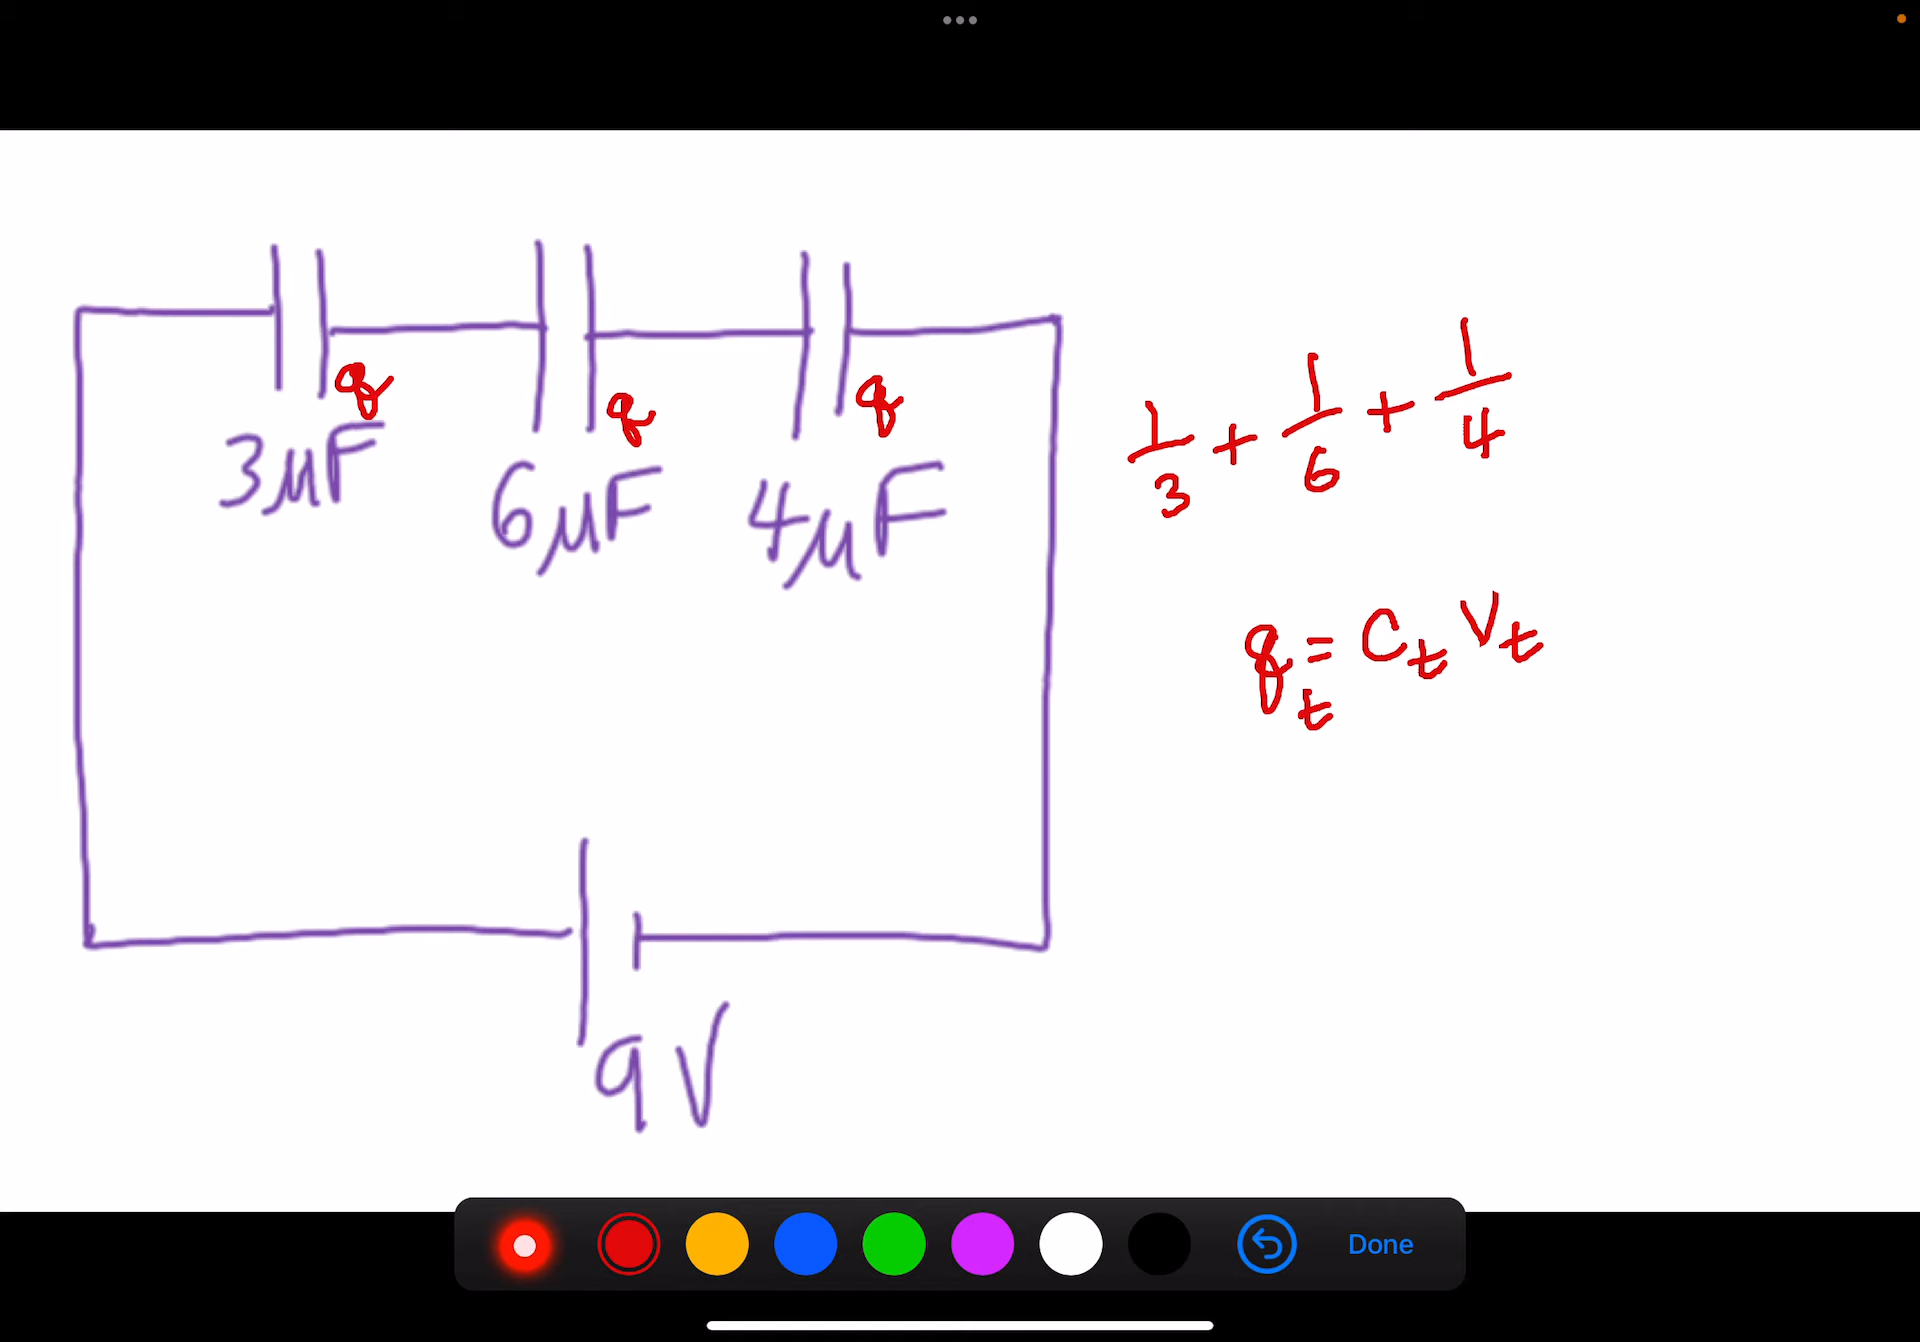 q q q
3μF 6μF 4μF
1/3 + 1/6 + 1/4
qₜ = Cₜ Vₜ
9V
Done